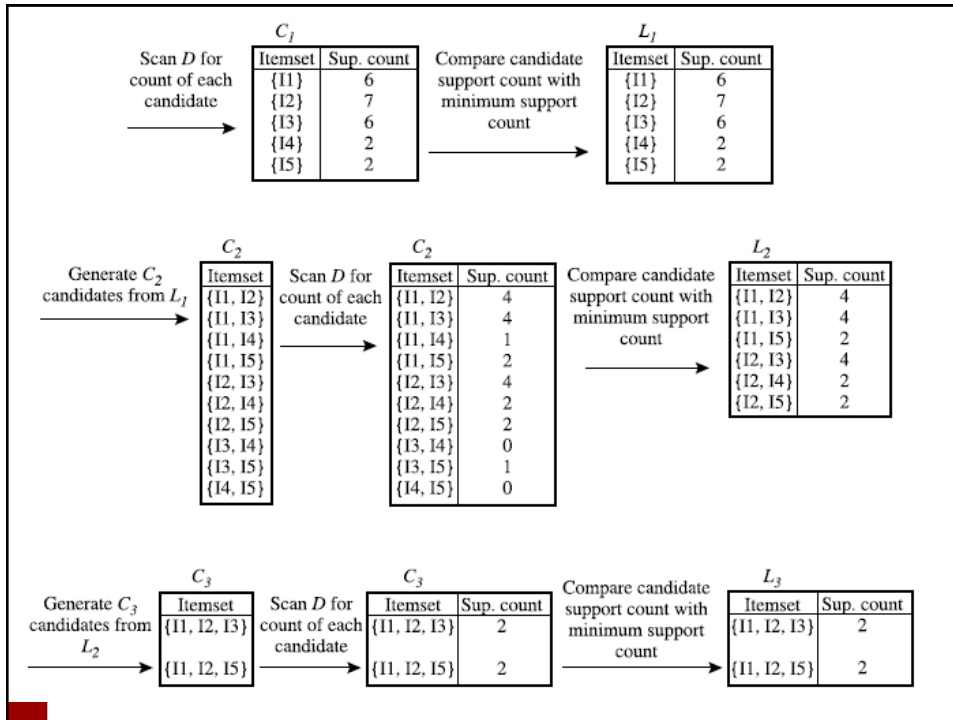 C1
L1
Scan D for
count of each
candidate
Itemset Sup. count
{I1} 6
{I2} 7
{I3} 6
{I4} 2
{I5} 2
Compare candidate
support count with
minimum support
count
Itemset Sup. count
{I1} 6
{I2} 7
{I3} 6
{I4} 2
{I5} 2
C2
C2
L2
Generate C2
candidates from L1
Itemset
{I1, I2}
{I1, I3}
{I1, I4}
{I1, I5}
{I2, I3}
{I2, I4}
{I2, I5}
{I3, I4}
{I3, I5}
{I4, I5}
Scan D for
count of each
candidate
Itemset Sup. count
{I1, I2} 4
{I1, I3} 4
{I1, I4} 1
{I1, I5} 2
{I2, I3} 4
{I2, I4} 2
{I2, I5} 2
{I3, I4} 0
{I3, I5} 1
{I4, I5} 0
Compare candidate
support count with
minimum support
count
Itemset Sup. count
{I1, I2} 4
{I1, I3} 4
{I1, I5} 2
{I2, I3} 4
{I2, I4} 2
{I2, I5} 2
C3
C3
L3
Generate C3
candidates from
L2
Itemset
{I1, I2, I3}
{I1, I2, I5}
Scan D for
count of each
candidate
Itemset Sup. count
{I1, I2, I3} 2
{I1, I2, I5} 2
Compare candidate
support count with
minimum support
count
Itemset Sup. count
{I1, I2, I3} 2
{I1, I2, I5} 2